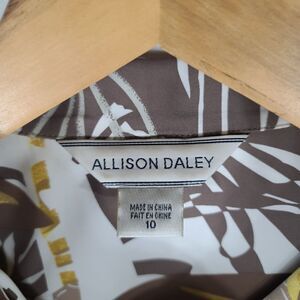 ALLISON DALEY
MADE IN CHINA
FAIT EN CHINE
10